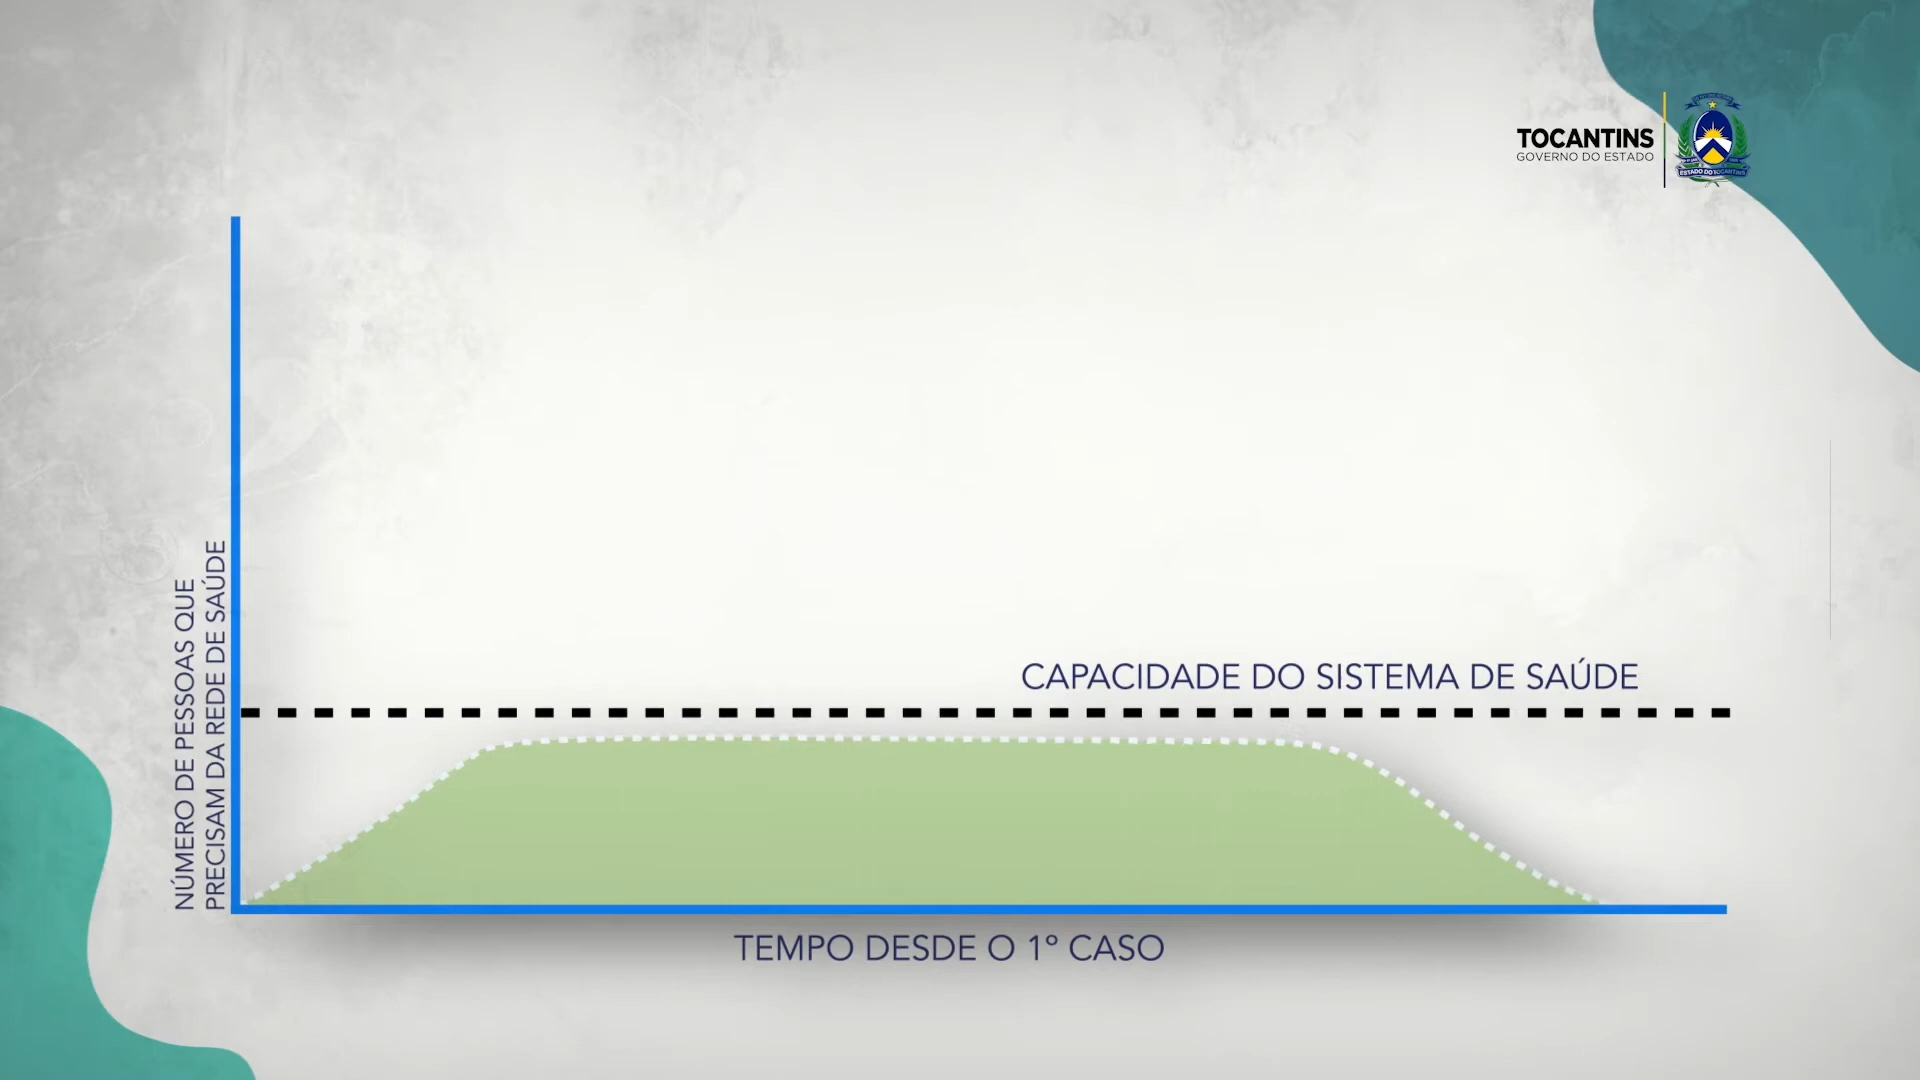 TOCANTINS
GOVERNO DO ESTADO
ESTADO DO TOCANTINS
NÚMERO DE PESSOAS QUE
PRECISAM DA REDE DE SAÚDE
CAPACIDADE DO SISTEMA DE SAÚDE
TEMPO DESDE O 1º CASO